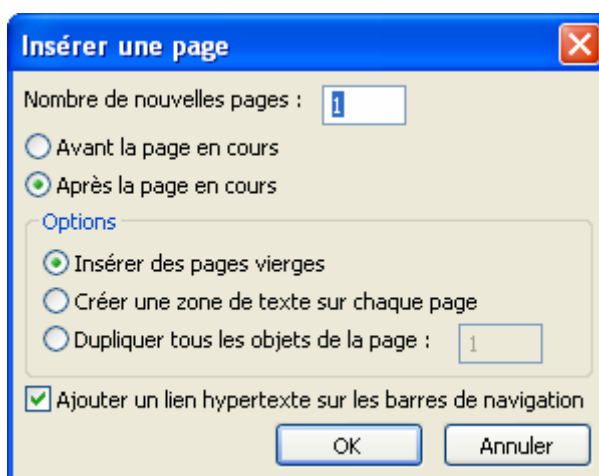 Insérer une page
Nombre de nouvelles pages : 1
Avant la page en cours
Après la page en cours
Options
Insérer des pages vierges
Créer une zone de texte sur chaque page
Dupliquer tous les objets de la page : 1
Ajouter un lien hypertexte sur les barres de navigation
OK Annuler